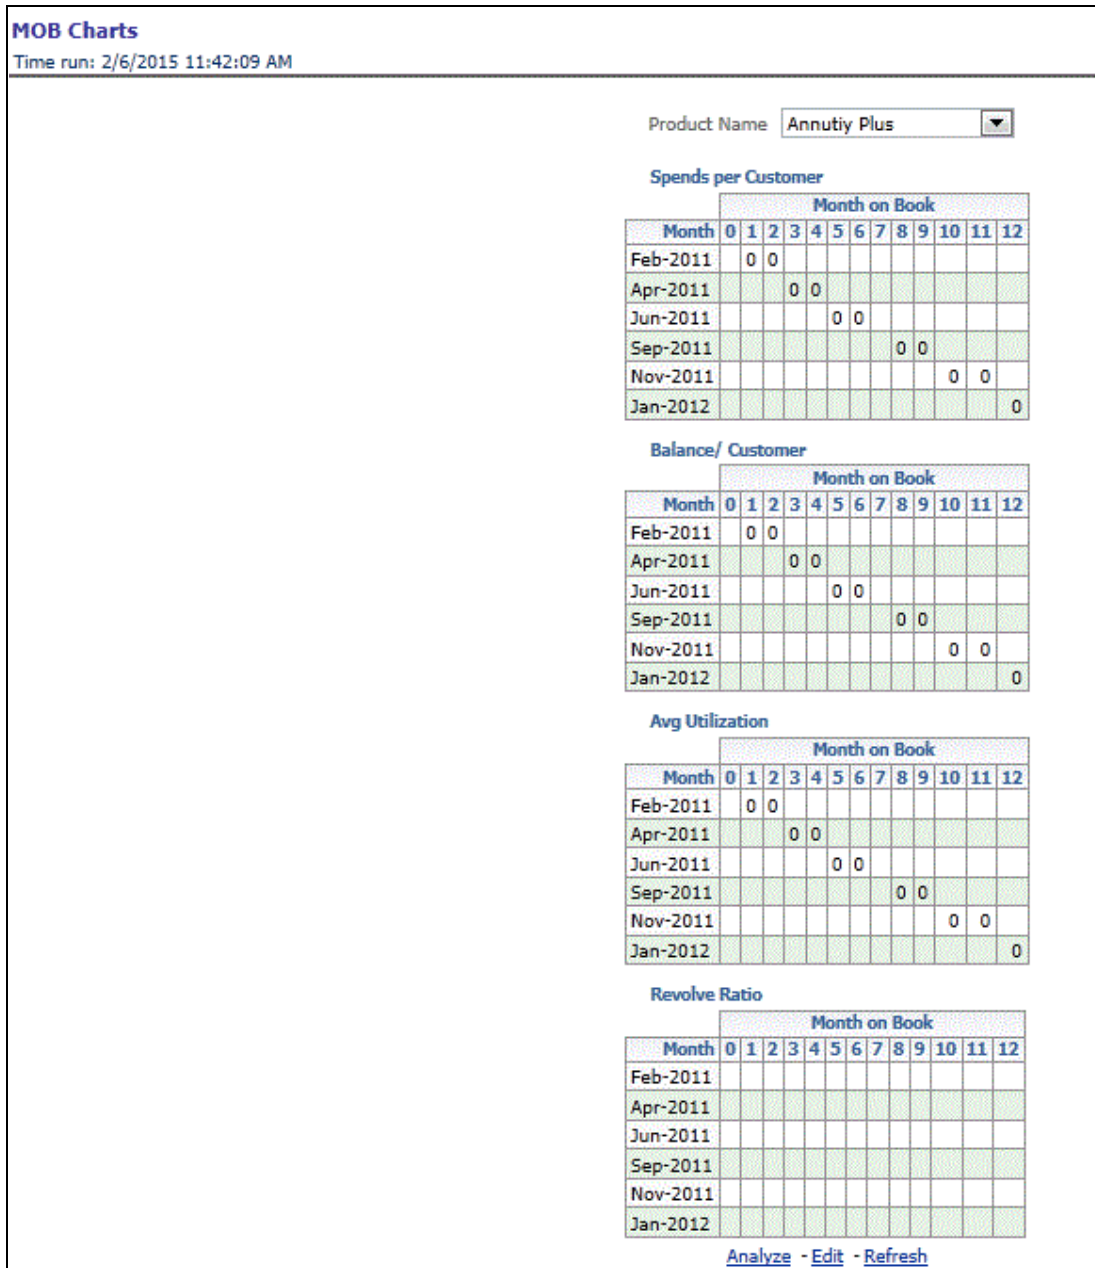 MOB Charts
Time run: 2/6/2015 11:42:09 AM
Product Name Annutiy Plus
Spends per Customer
Month on Book
Month 0 1 2 3 4 5 6 7 8 9 10 11 12
Feb-2011 0 0
Apr-2011 0 0
Jun-2011 0 0
Sep-2011 0 0
Nov-2011 0 0
Jan-2012 0
Balance/ Customer
Month on Book
Month 0 1 2 3 4 5 6 7 8 9 10 11 12
Feb-2011 0 0
Apr-2011 0 0
Jun-2011 0 0
Sep-2011 0 0
Nov-2011 0 0
Jan-2012 0
Avg Utilization
Month on Book
Month 0 1 2 3 4 5 6 7 8 9 10 11 12
Feb-2011 0 0
Apr-2011 0 0
Jun-2011 0 0
Sep-2011 0 0
Nov-2011 0 0
Jan-2012 0
Revolve Ratio
Month on Book
Month 0 1 2 3 4 5 6 7 8 9 10 11 12
Feb-2011
Apr-2011
Jun-2011
Sep-2011
Nov-2011
Jan-2012
Analyze - Edit - Refresh